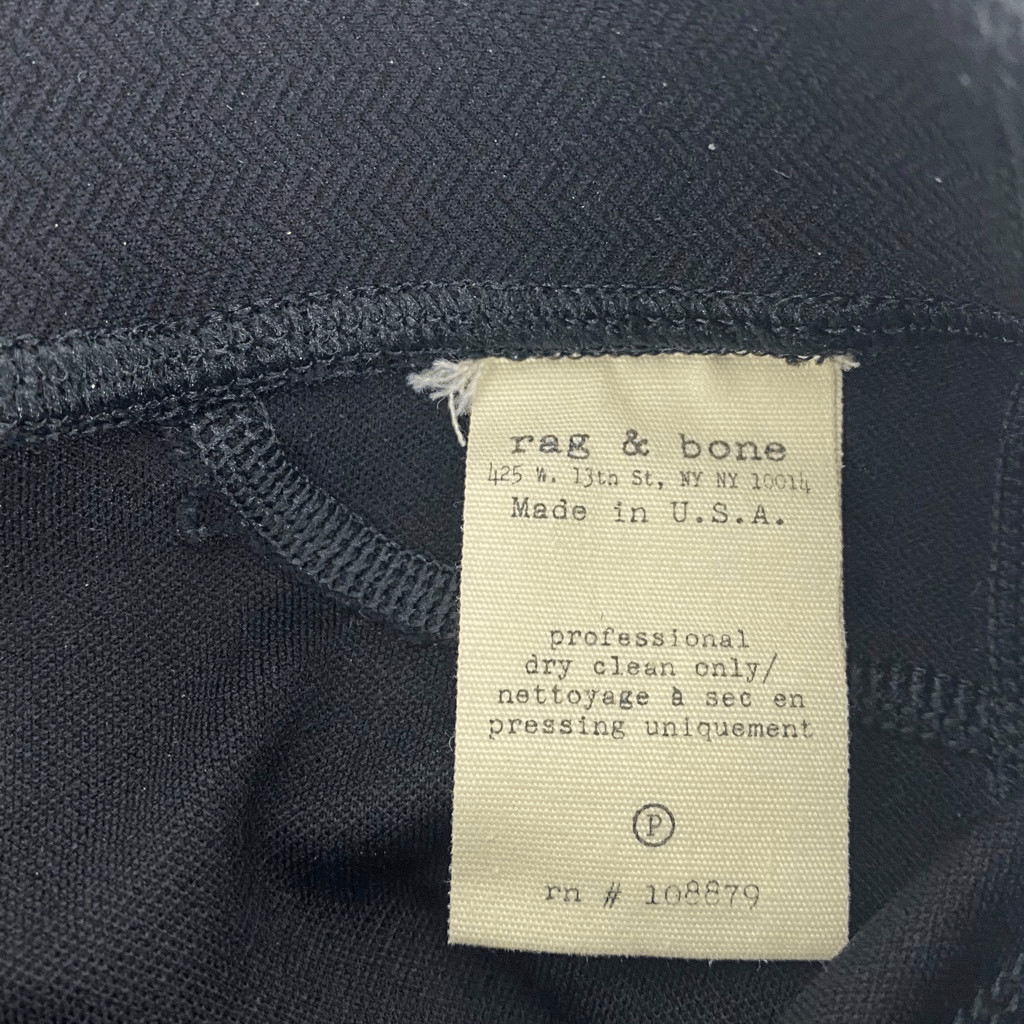 rag & bone
425 W. 13th St, NY NY 10014
Made in U.S.A.
professional
dry clean only/
nettoyage à sec en
pressing uniquement
P
rn # 108879